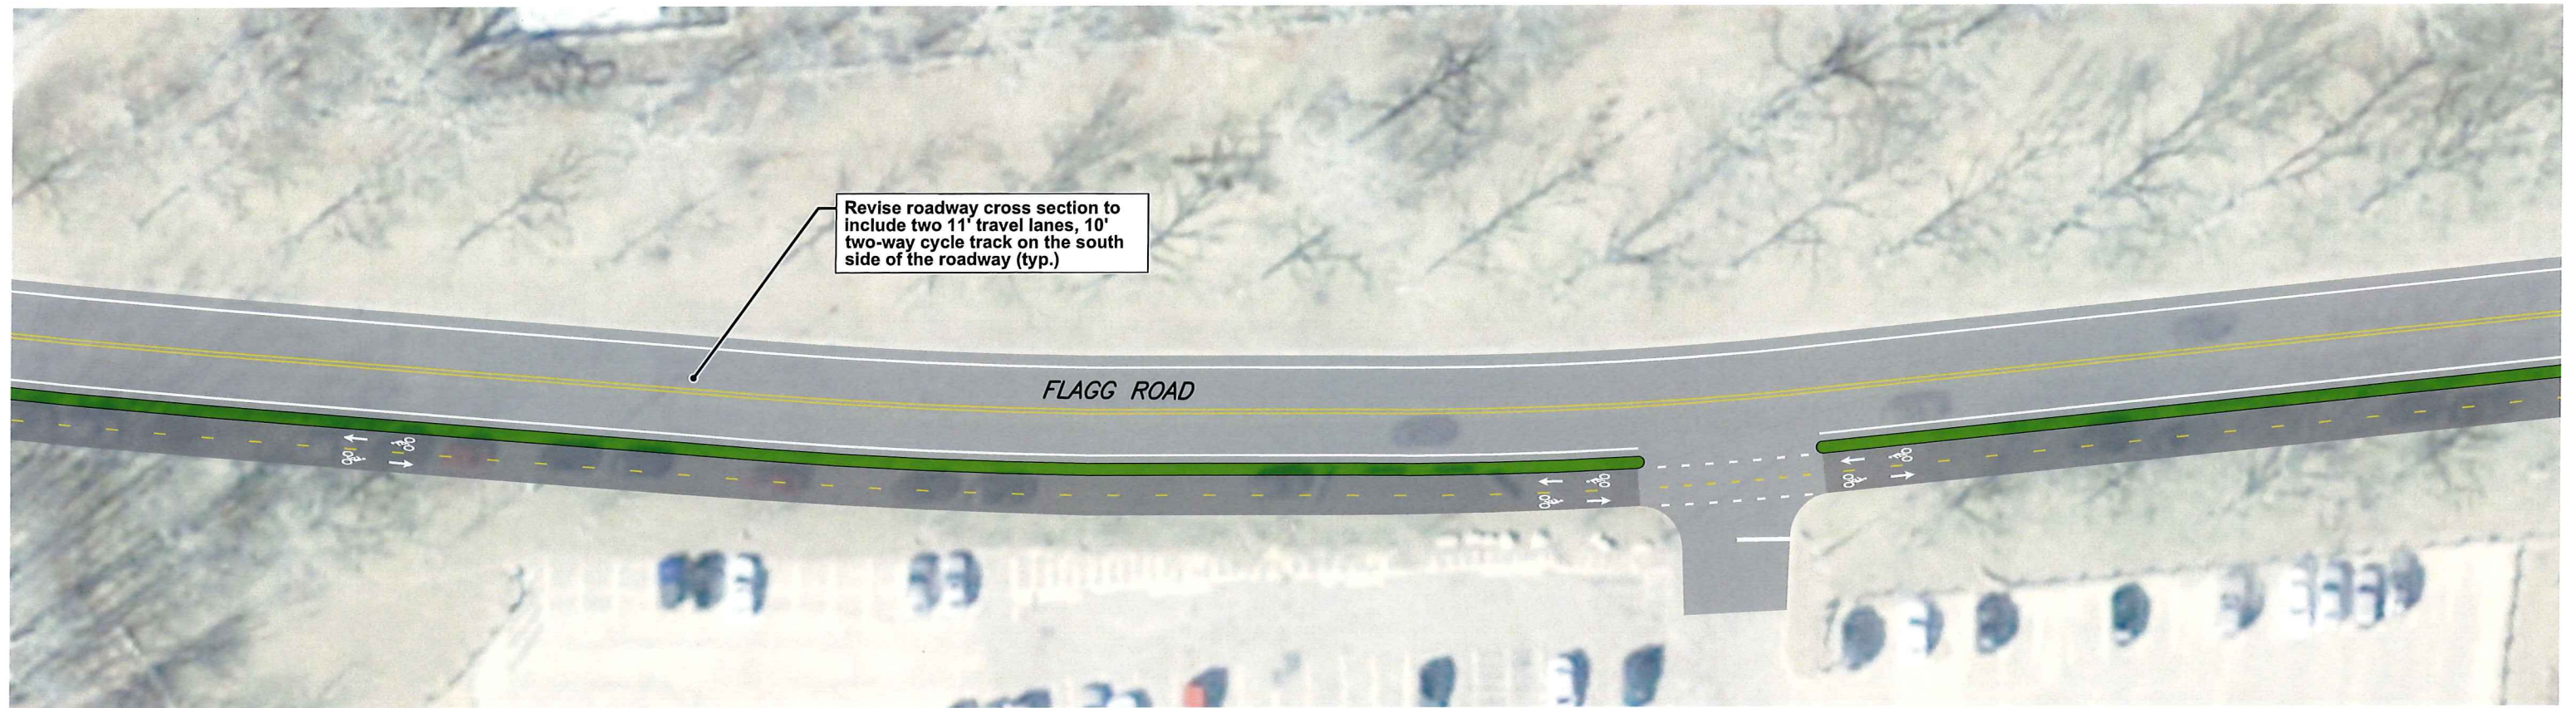 Revise roadway cross section to
include two 11' travel lanes, 10'
two-way cycle track on the south
side of the roadway (typ.)
FLAGG ROAD